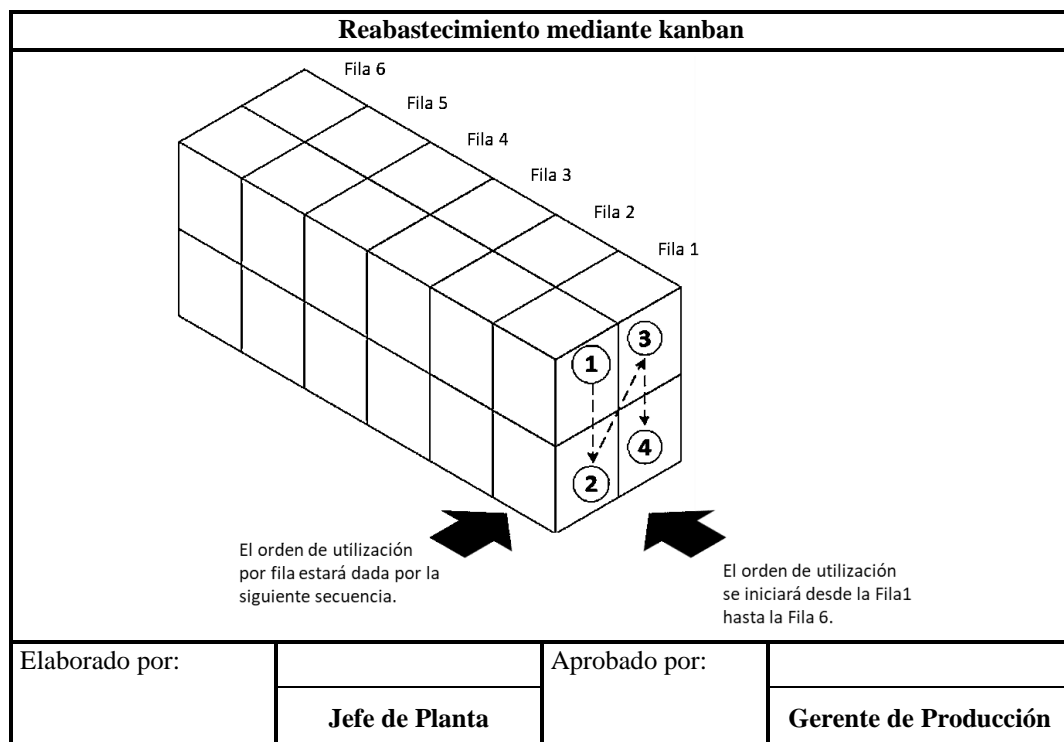 Reabastecimiento mediante kanban
Fila 6
Fila 5
Fila 4
Fila 3
Fila 2
Fila 1
1
3
2
4
El orden de utilización
por fila estará dada por la
siguiente secuencia.
El orden de utilización
se iniciará desde la Fila1
hasta la Fila 6.
Elaborado por:
Aprobado por:
Jefe de Planta
Gerente de Producción